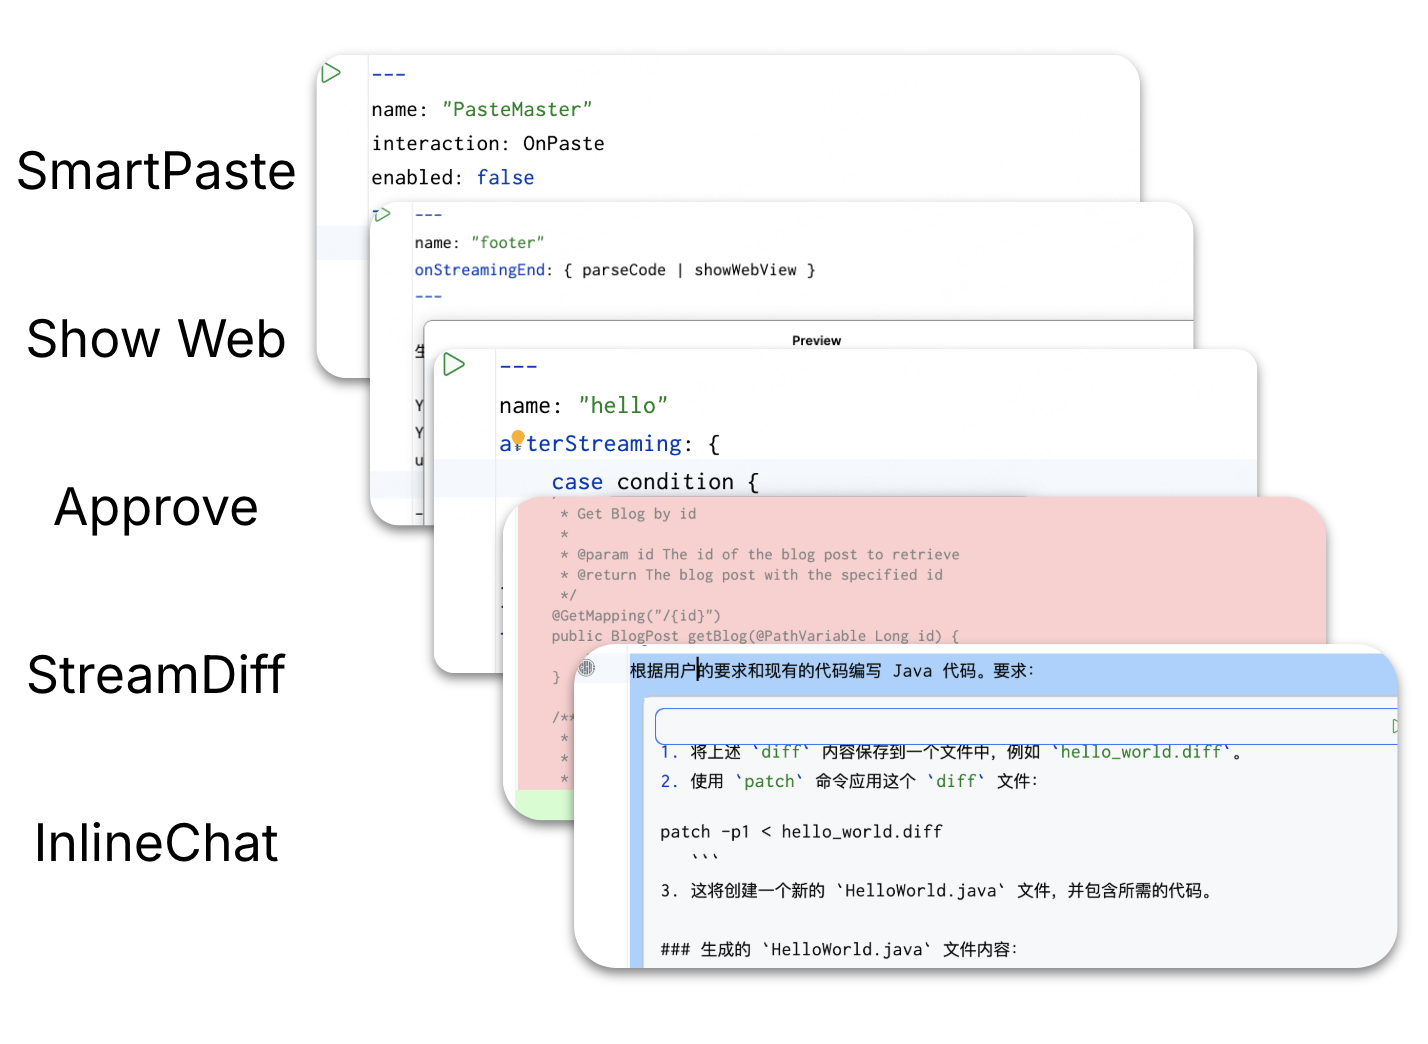 SmartPaste
Show Web
Approve
StreamDiff
InlineChat
---
name: "PasteMaster"
interaction: OnPaste
enabled: false
---
name: "footer"
onStreamingEnd: { parseCode | showWebView }
---
生
Y
Y
u
-
Preview
---
name: "hello"
afterStreaming: {
case condition {
* Get Blog by id
*
* @param id The id of the blog post to retrieve
* @return The blog post with the specified id
*/
@GetMapping("/{id}")
public BlogPost getBlog(@PathVariable Long id) {
}
/**
*
*
*
根据用户的要求和现有的代码编写 Java 代码。要求:
1. 将上述 `diff` 内容保存到一个文件中，例如 `hello_world.diff`。
2. 使用 `patch` 命令应用这个 `diff` 文件:
patch -p1 < hello_world.diff
```
3. 这将创建一个新的 `HelloWorld.java` 文件，并包含所需的代码。
### 生成的 `HelloWorld.java` 文件内容: